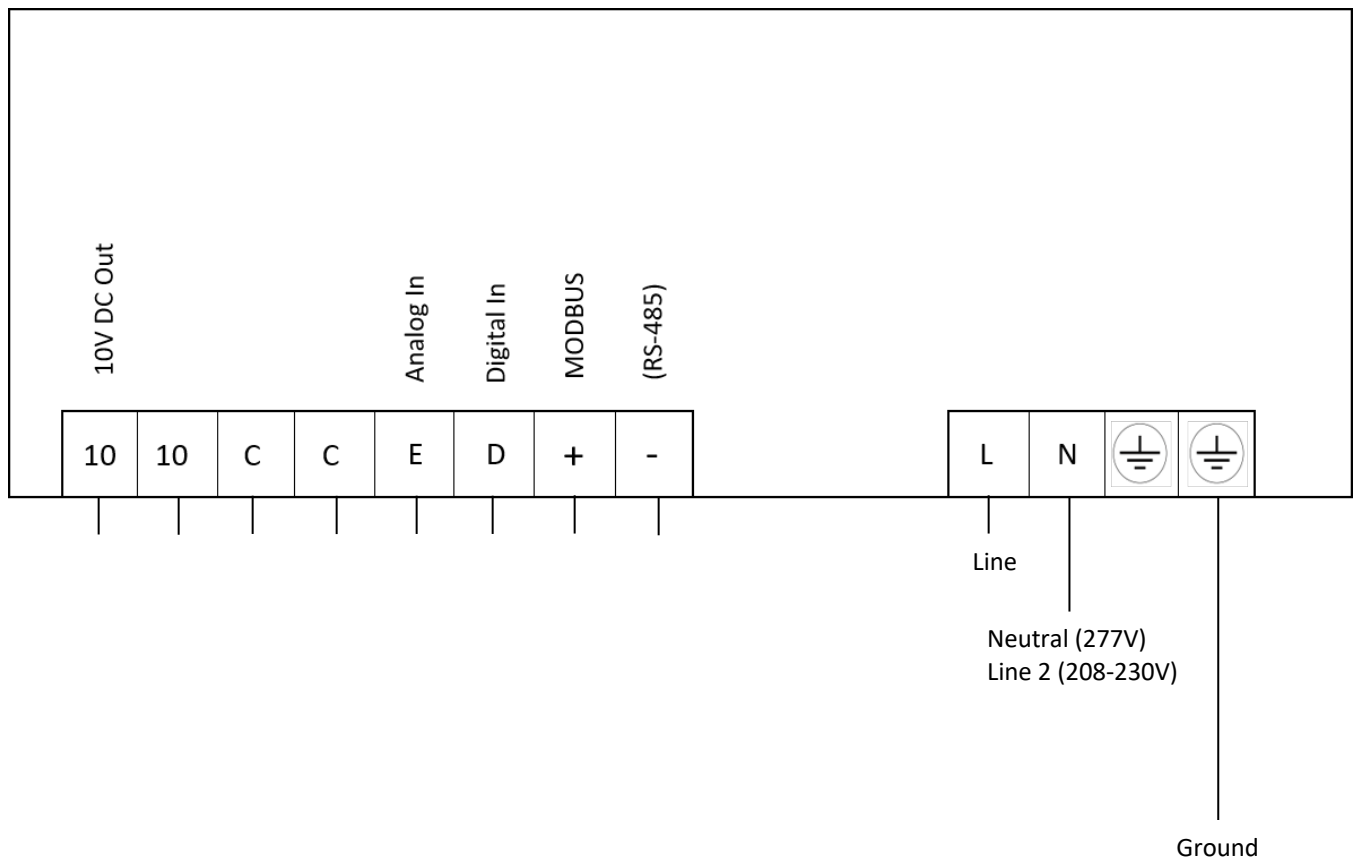 10V DC Out
Analog In
Digital In
MODBUS
(RS-485)
10 10 C C E D + -
L N
Line
Neutral (277V)
Line 2 (208-230V)
Ground